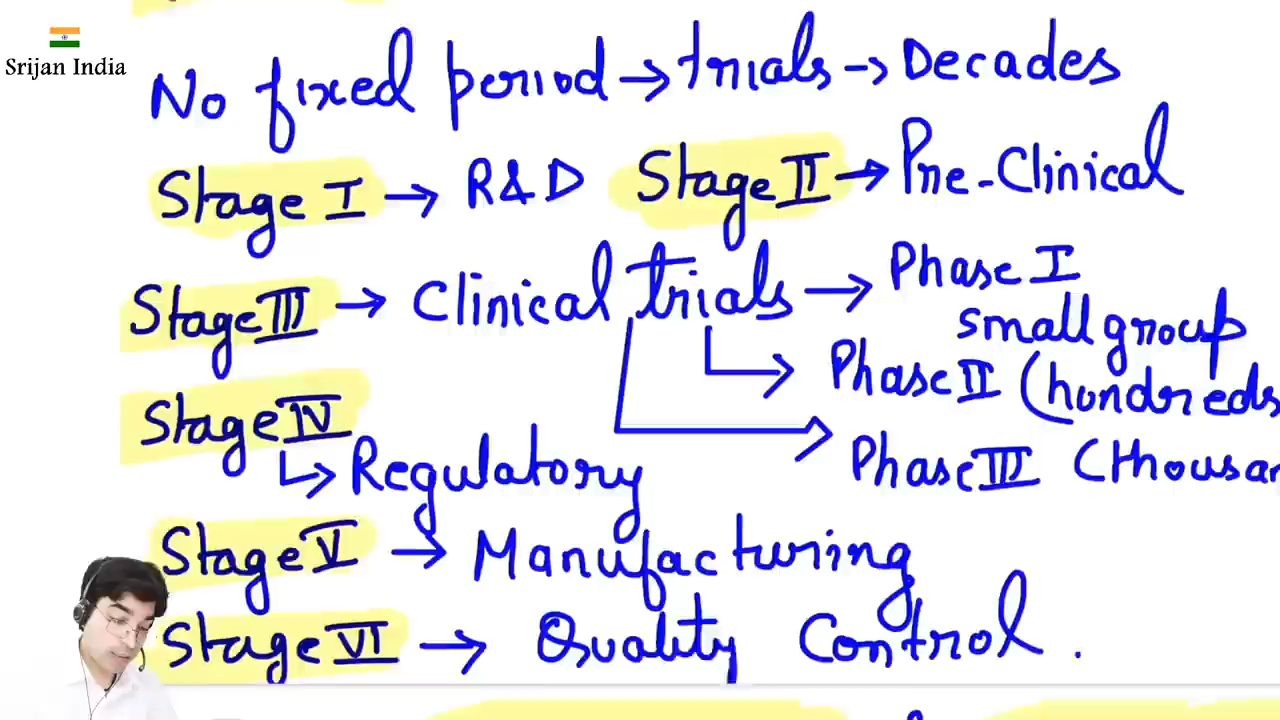 Srijan India
No fixed period → trials → Decades
Stage I → R&D Stage II → Pre-Clinical
Stage III → Clinical trials → Phase I
small group
Phase II (hundreds
Stage IV
↳ Regulatory
Phase III (thousan
Stage V → Manufacturing
Stage VI → Quality Control.